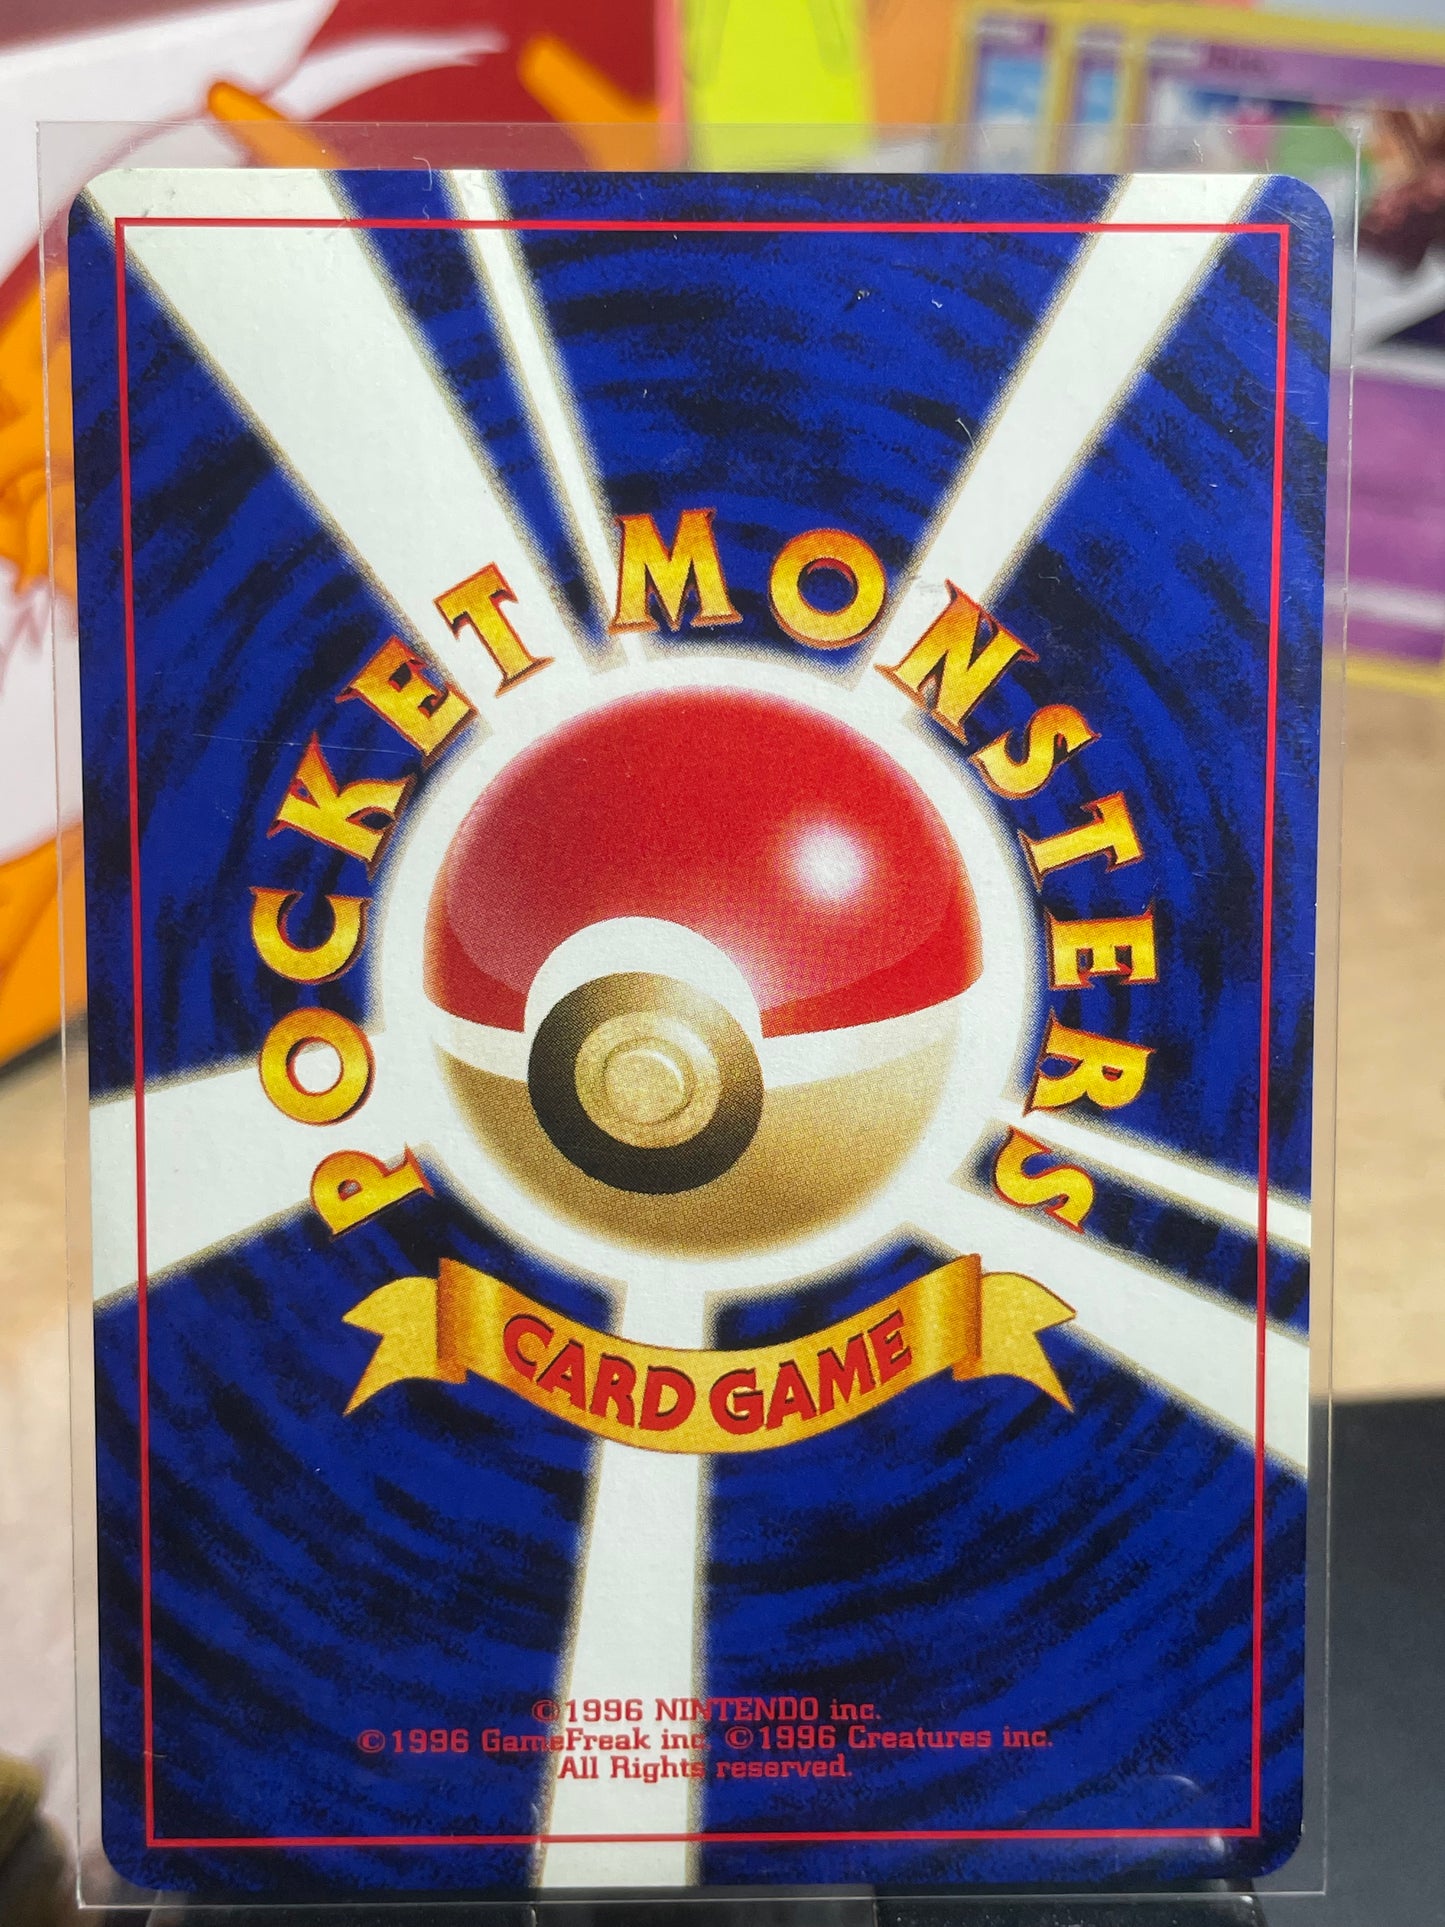 POCKET MONSTERS
CARD GAME
©1996 NINTENDO inc.
©1996 GameFreak inc. ©1996 Creatures inc.
All Rights reserved.